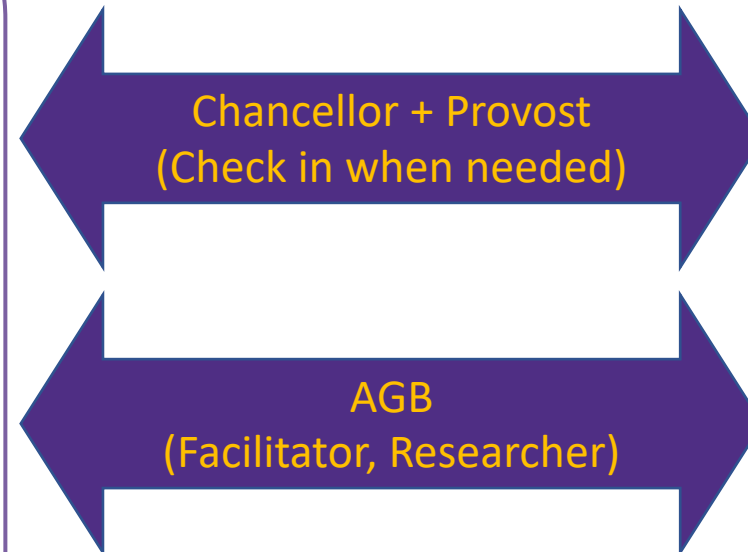 Chancellor + Provost
(Check in when needed)
AGB
(Facilitator, Researcher)